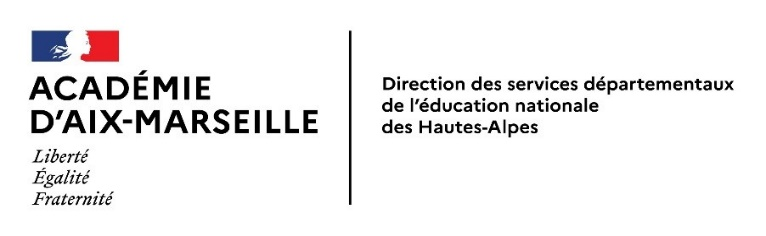 ACADÉMIE
D'AIX-MARSEILLE
Liberté
Égalité
Fraternité
Direction des services départementaux
de l'éducation nationale
des Hautes-Alpes